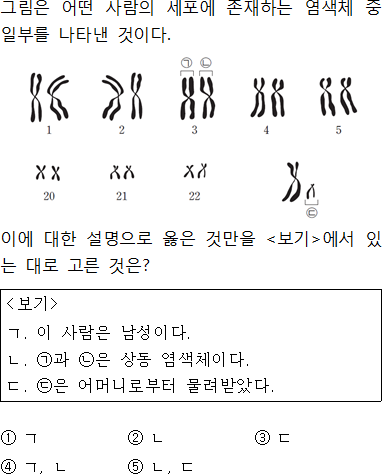 그림은 어떤 사람의 세포에 존재하는 염색체 중
일부를 나타낸 것이다.
㉠ ㉡
1 2 3 4 5
20 21 22
㉢
이에 대한 설명으로 옳은 것만을 <보기>에서 있
는 대로 고른 것은?
<보기>
ㄱ. 이 사람은 남성이다.
ㄴ. ㉠과 ㉡은 상동 염색체이다.
ㄷ. ㉢은 어머니로부터 물려받았다.
① ㄱ ② ㄴ ③ ㄷ
④ ㄱ, ㄴ ⑤ ㄴ, ㄷ